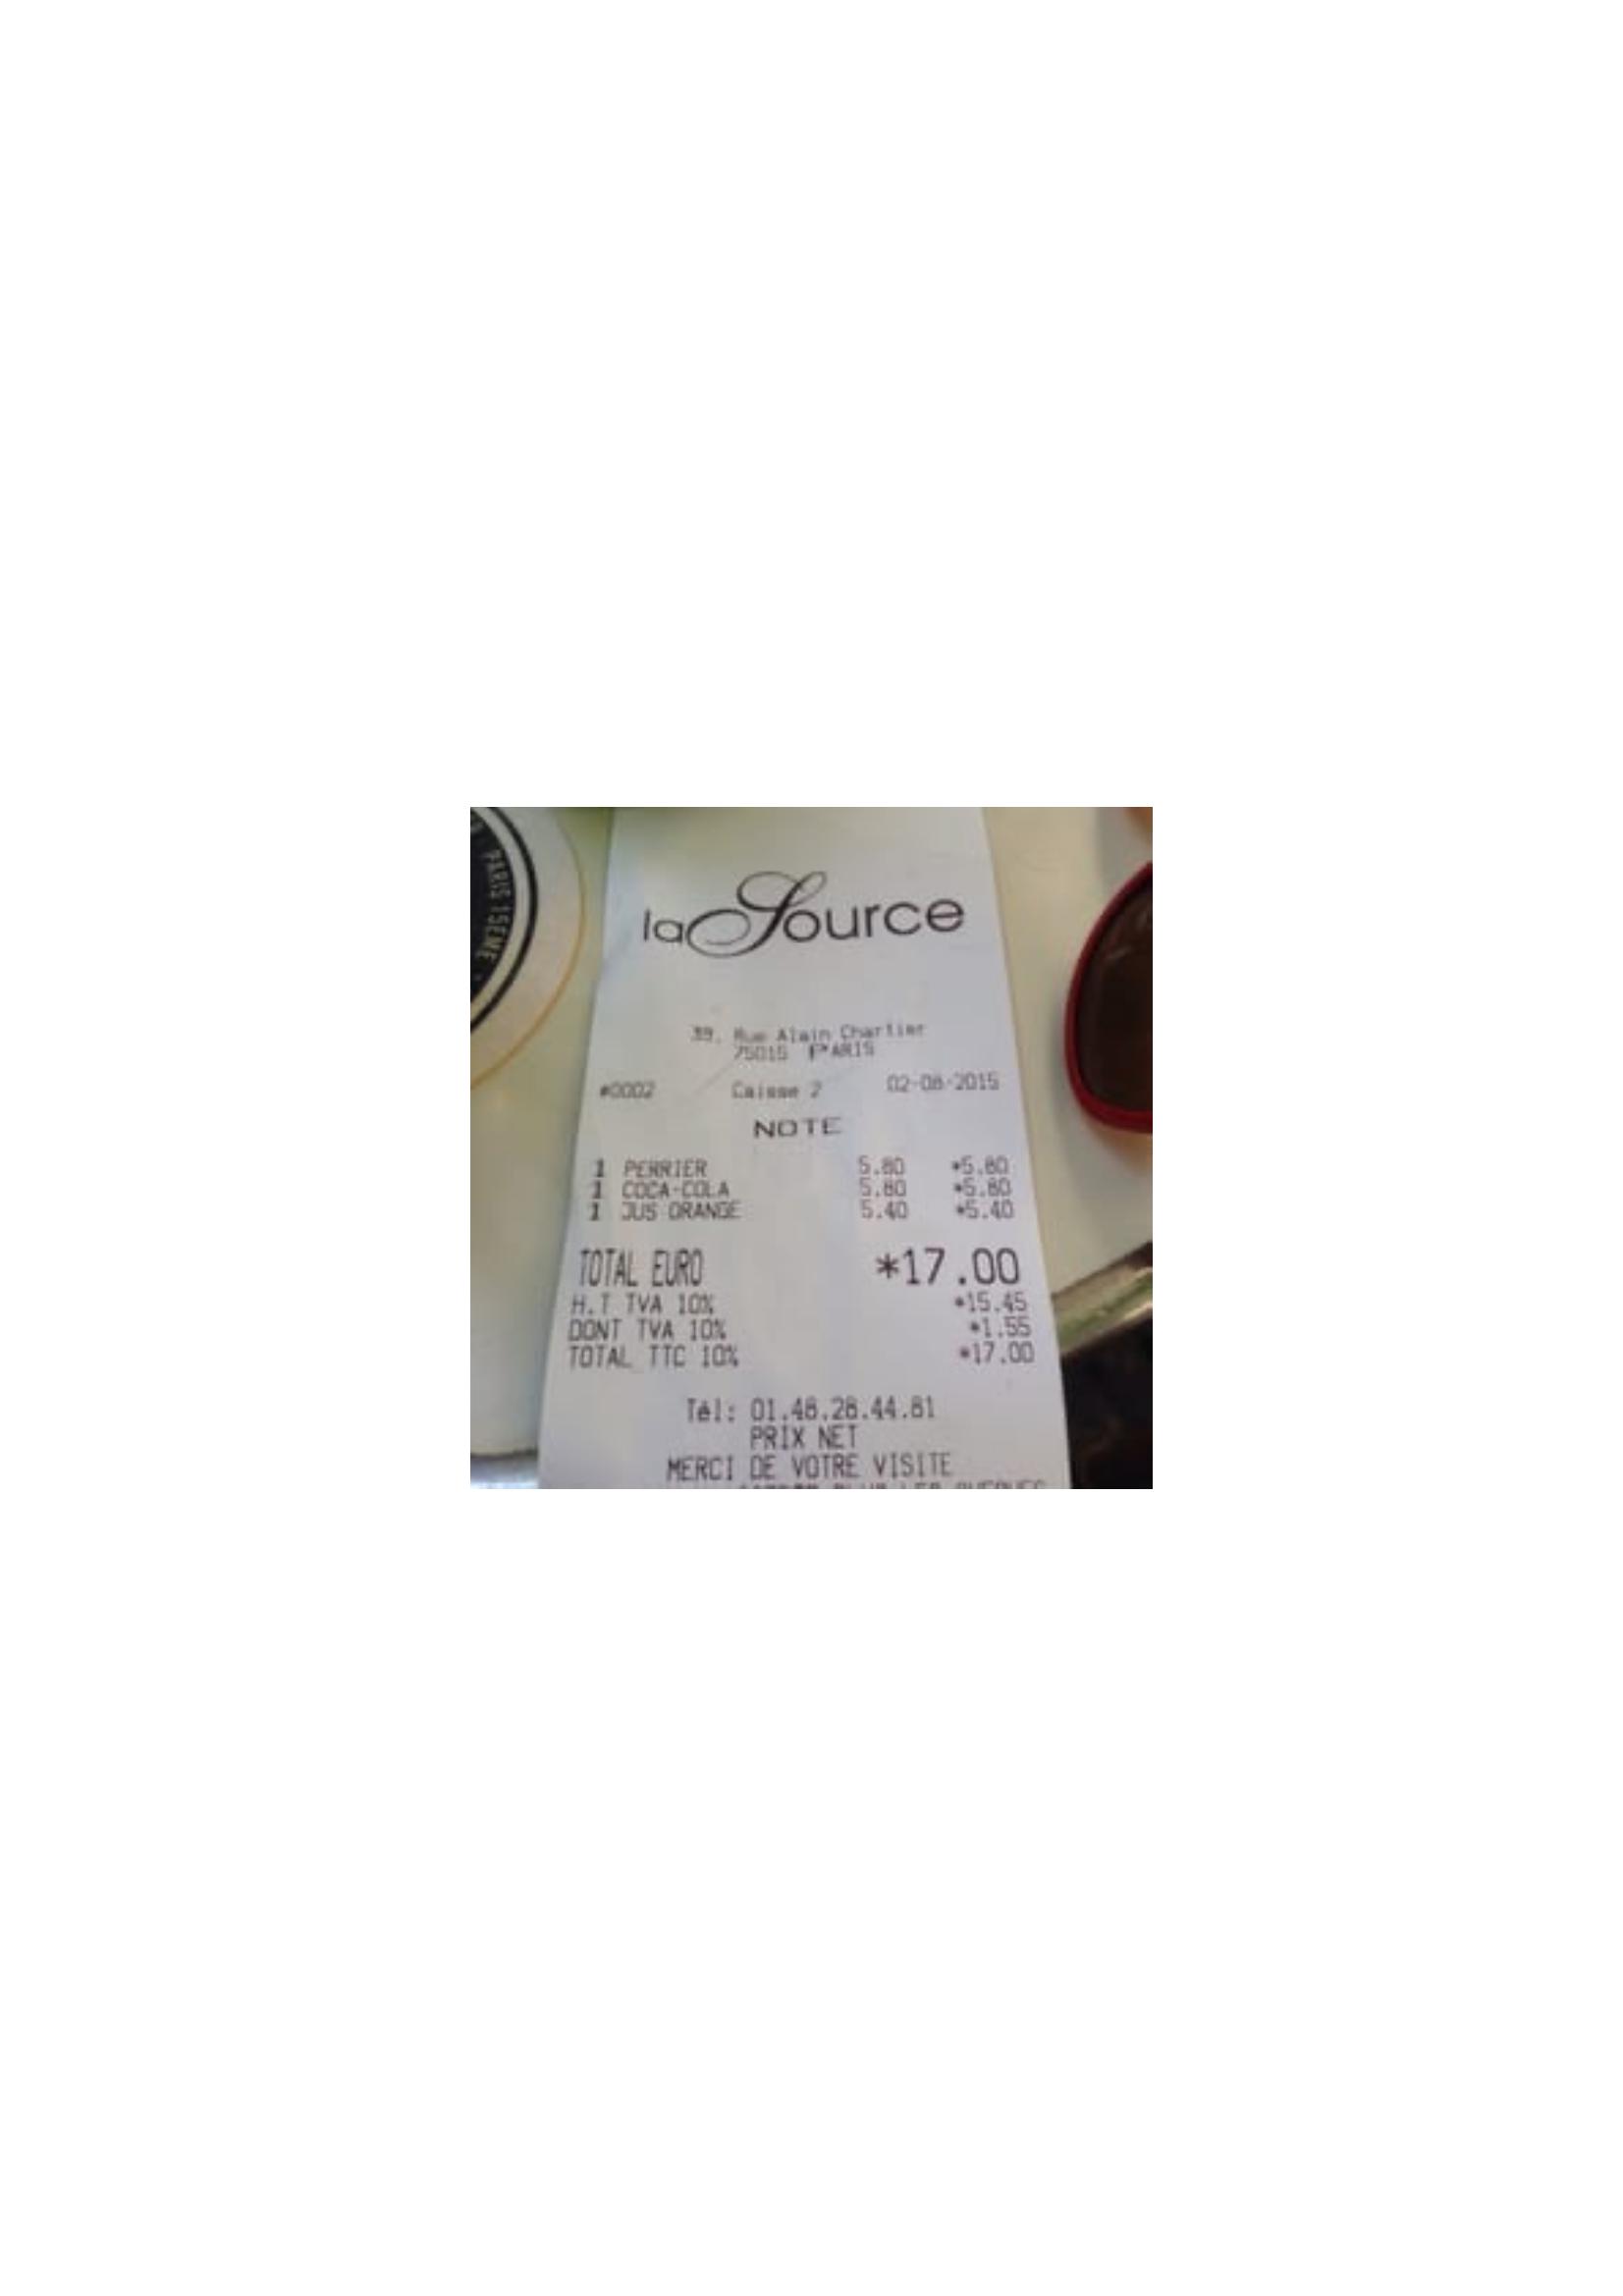 PARIS 15EME
la Source
39, Rue Alain Chartier
75015 PARIS
#0002 Caisse 2 02-08-2015
NOTE
1 PERRIER 5.80 *5.80
1 COCA-COLA 5.80 *5.80
1 JUS ORANGE 5.40 *5.40
TOTAL EURO *17.00
H.T TVA 10% *15.45
DONT TVA 10% *1.55
TOTAL TTC 10% *17.00
Tél: 01.48.28.44.81
PRIX NET
MERCI DE VOTRE VISITE